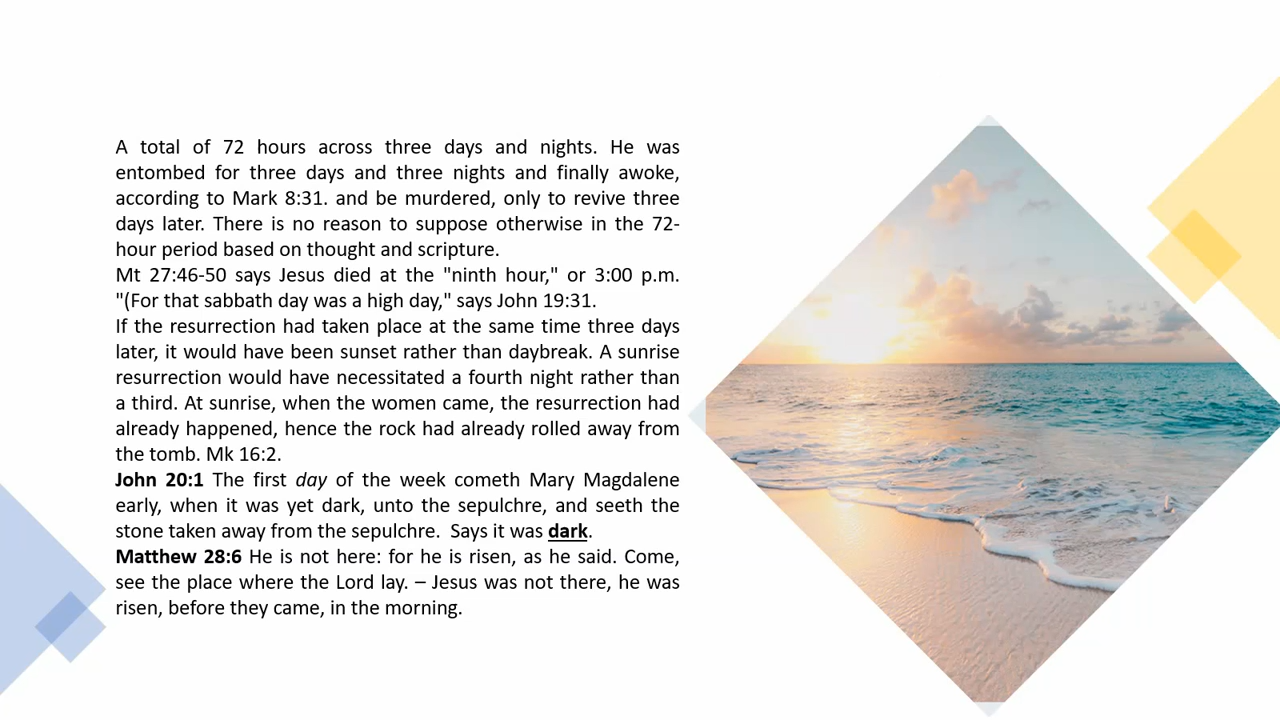 A total of 72 hours across three days and nights. He was
entombed for three days and three nights and finally awoke,
according to Mark 8:31. and be murdered, only to revive three
days later. There is no reason to suppose otherwise in the 72-
hour period based on thought and scripture.
Mt 27:46-50 says Jesus died at the "ninth hour," or 3:00 p.m.
"(For that sabbath day was a high day," says John 19:31.
If the resurrection had taken place at the same time three days
later, it would have been sunset rather than daybreak. A sunrise
resurrection would have necessitated a fourth night rather than
a third. At sunrise, when the women came, the resurrection had
already happened, hence the rock had already rolled away from
the tomb. Mk 16:2.
John 20:1 The first day of the week cometh Mary Magdalene
early, when it was yet dark, unto the sepulchre, and seeth the
stone taken away from the sepulchre.  Says it was dark.
Matthew 28:6 He is not here: for he is risen, as he said. Come,
see the place where the Lord lay. – Jesus was not there, he was
risen, before they came, in the morning.